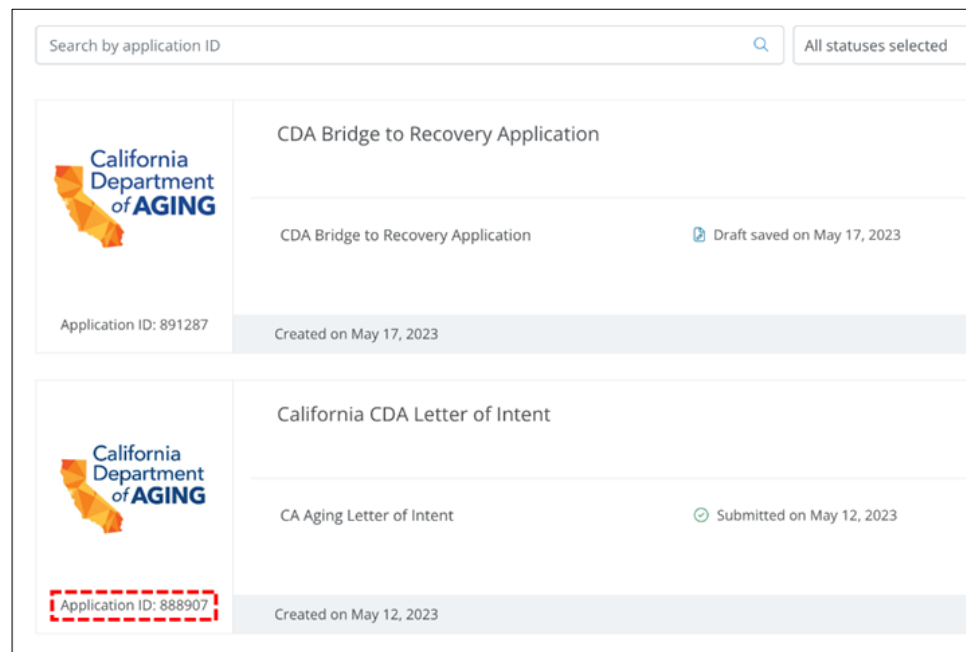 Search by application ID
All statuses selected
California
Department
of AGING
CDA Bridge to Recovery Application
CDA Bridge to Recovery Application
Draft saved on May 17, 2023
Application ID: 891287
Created on May 17, 2023
California
Department
of AGING
California CDA Letter of Intent
CA Aging Letter of Intent
Submitted on May 12, 2023
Application ID: 888907
Created on May 12, 2023